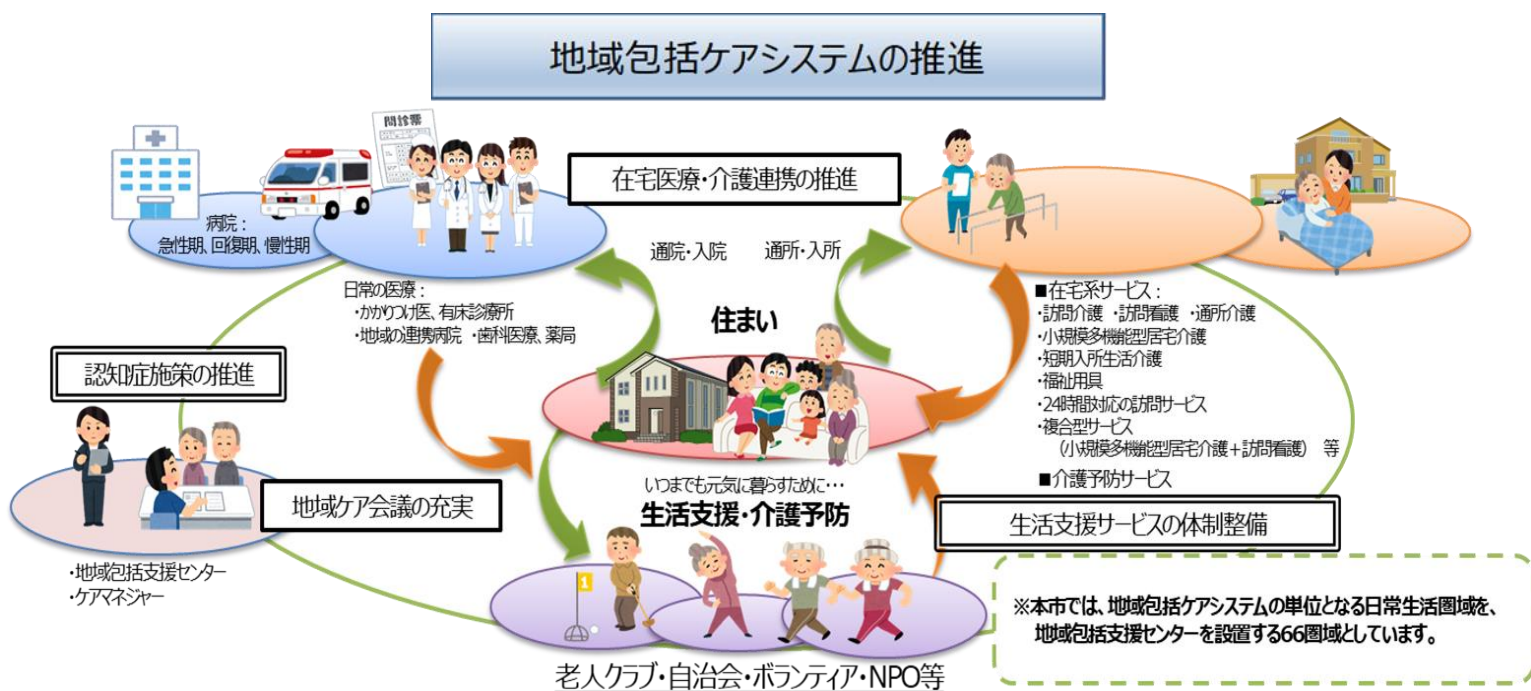 地域包括ケアシステムの推進
問診票
在宅医療・介護連携の推進
病院：
急性期、回復期、慢性期
通院・入院
通所・入所
日常の医療：
・かかりつけ医、有床診療所
・地域の連携病院 ・歯科医療、薬局
住まい
■在宅系サービス：
・訪問介護 ・訪問看護 ・通所介護
・小規模多機能型居宅介護
・短期入所生活介護
・福祉用具
・24時間対応の訪問サービス
・複合型サービス
（小規模多機能型居宅介護＋訪問看護） 等
■介護予防サービス
認知症施策の推進
地域ケア会議の充実
・地域包括支援センター
・ケアマネジャー
いつまでも元気に暮らすために・・・
生活支援・介護予防
生活支援サービスの体制整備
1
老人クラブ・自治会・ボランティア・NPO等
※本市では、地域包括ケアシステムの単位となる日常生活圏域を、
地域包括支援センターを設置する66圏域としています。